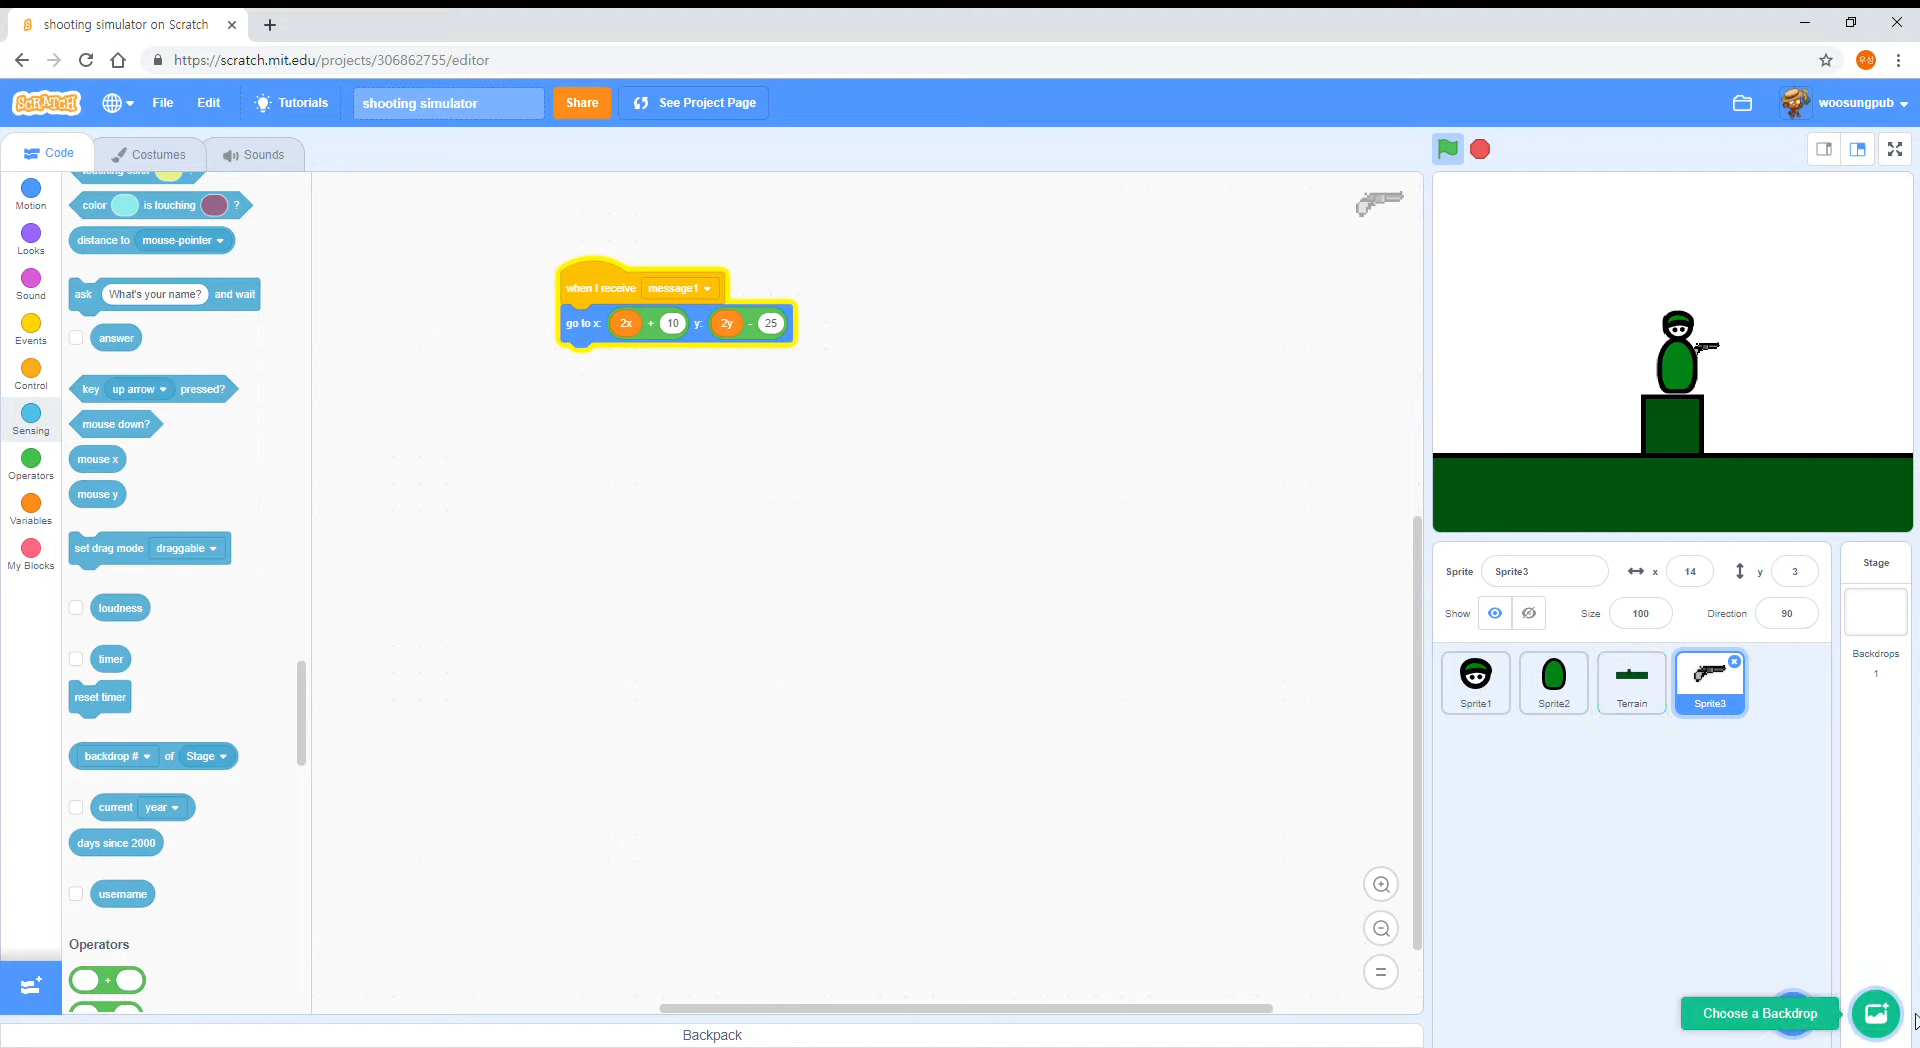 shooting simulator on Scratch
https://scratch.mit.edu/projects/306862755/editor
우성
SCRATCH
File
Edit
Tutorials
shooting simulator
Share
See Project Page
woosungpub
Code
Costumes
Sounds
Motion
Looks
Sound
Events
Control
Sensing
Operators
Variables
My Blocks
touching color ?
color is touching ?
distance to mouse-pointer
ask What's your name? and wait
answer
key up arrow pressed?
mouse down?
mouse x
mouse y
set drag mode draggable
loudness
timer
reset timer
backdrop # of Stage
current year
days since 2000
username
Operators
+
when I receive message1
go to x: 2x + 10 y: 2y - 25
Backpack
Sprite Sprite3 x 14 y 3
Show Size 100 Direction 90
Sprite1
Sprite2
Terrain
Sprite3
Stage
Backdrops
1
Choose a Backdrop